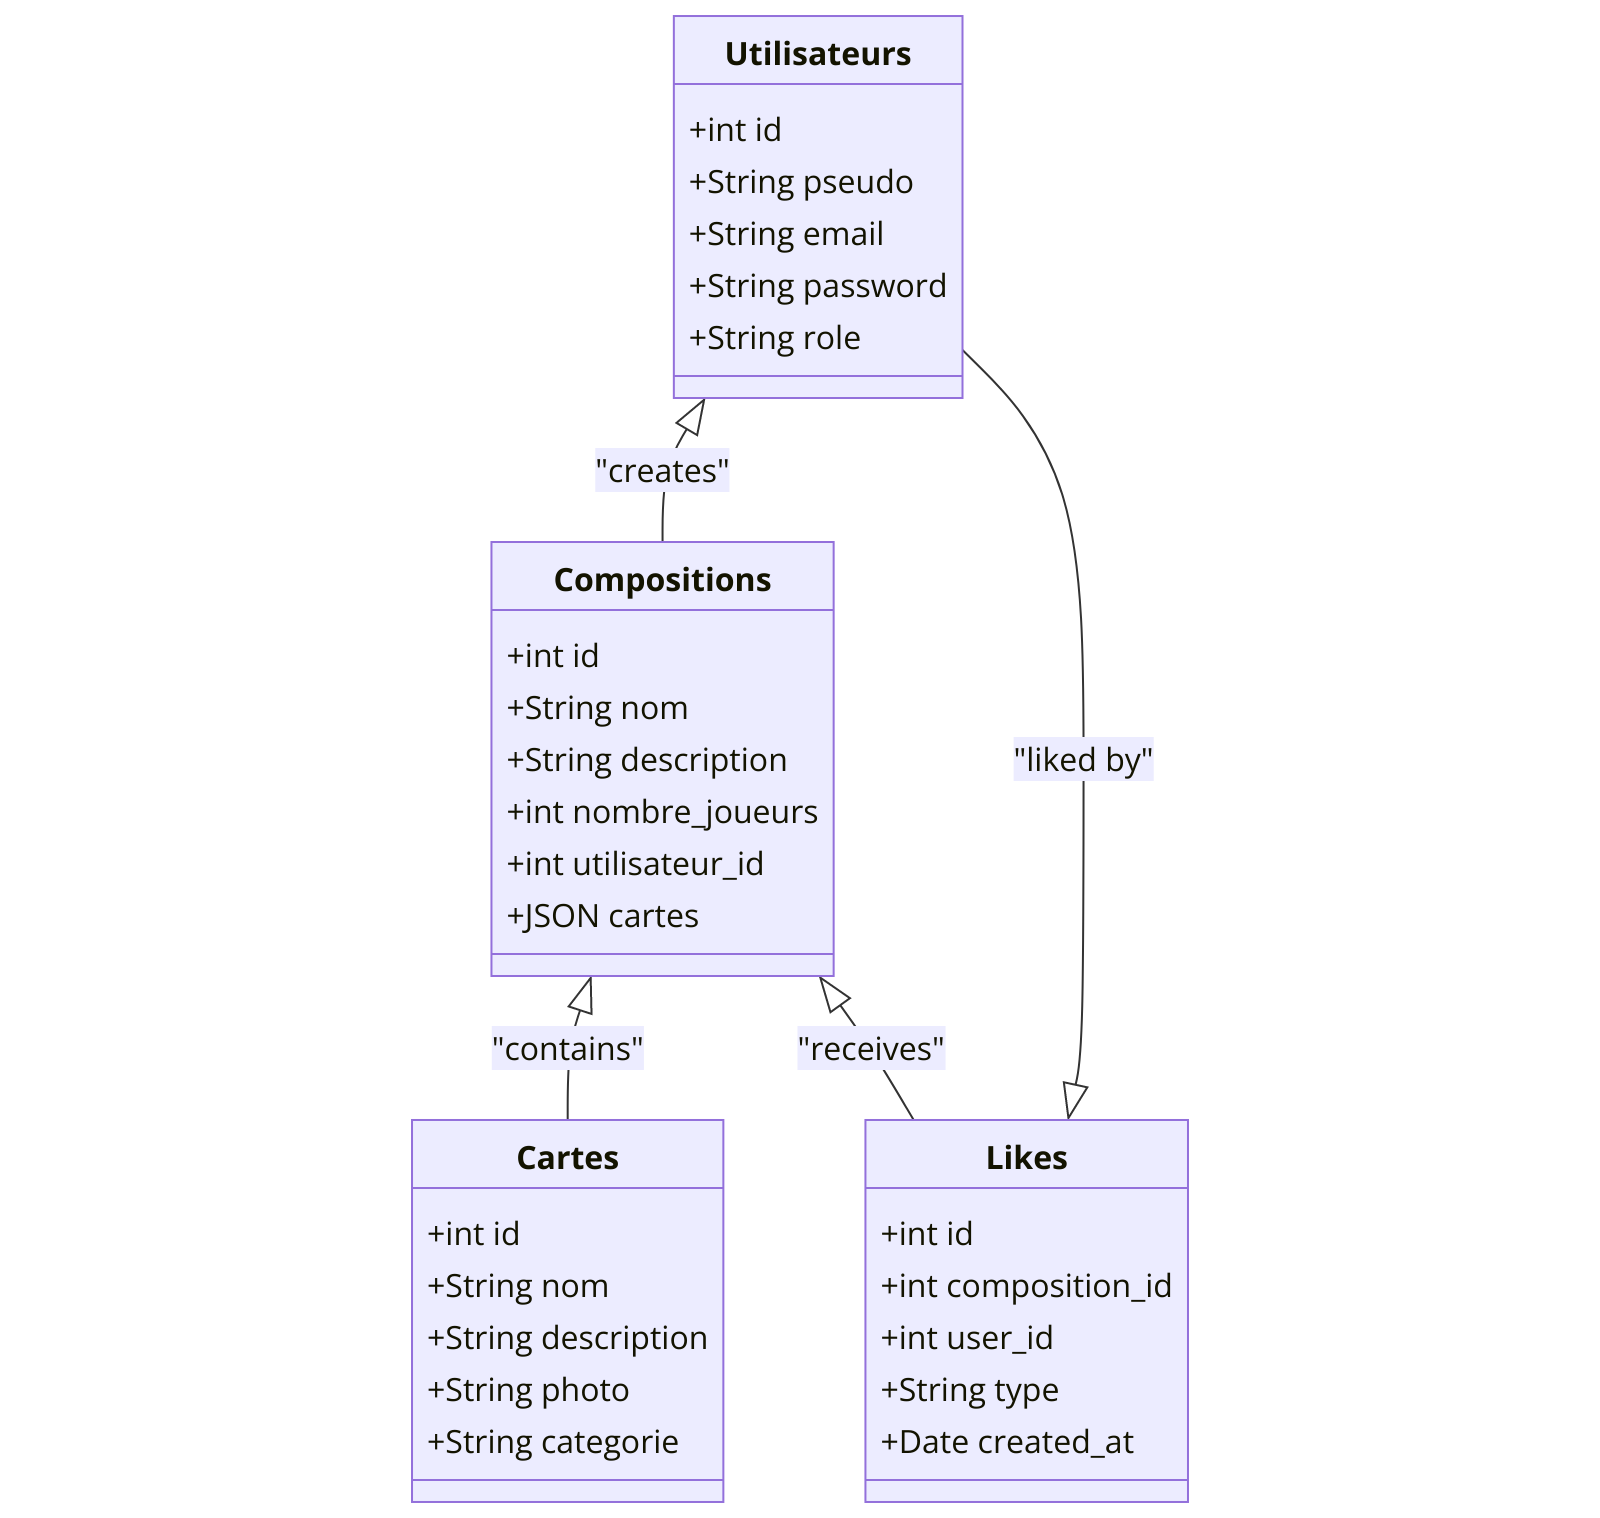 Utilisateurs
+int id
+String pseudo
+String email
+String password
+String role
"creates"
Compositions
+int id
+String nom
+String description
+int nombre_joueurs
+int utilisateur_id
+JSON cartes
"liked by"
"contains"
"receives"
Cartes
+int id
+String nom
+String description
+String photo
+String categorie
Likes
+int id
+int composition_id
+int user_id
+String type
+Date created_at